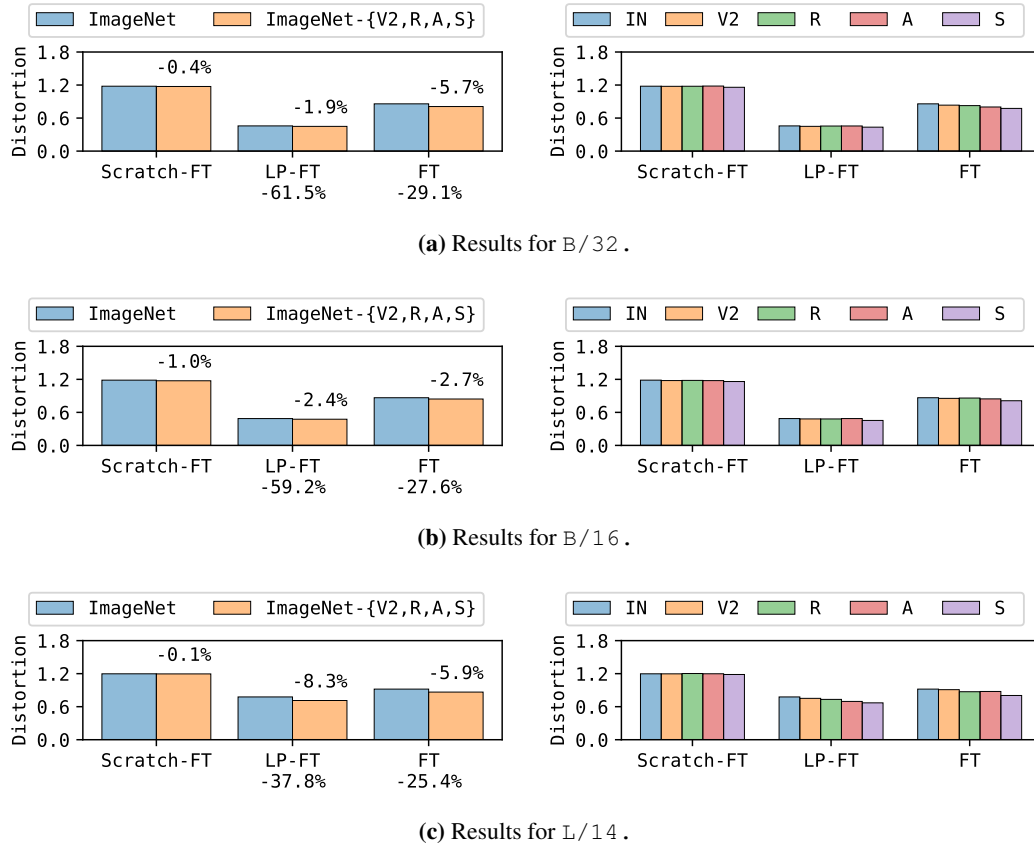 ImageNet ImageNet-{V2,R,A,S}
Distortion
1.8
1.2
0.6
0.0
-0.4%
-1.9%
-5.7%
Scratch-FT LP-FT FT
-61.5% -29.1%
IN V2 R A S
Distortion
1.8
1.2
0.6
0.0
Scratch-FT LP-FT FT
(a) Results for B/32.
ImageNet ImageNet-{V2,R,A,S}
Distortion
1.8
1.2
0.6
0.0
-1.0%
-2.4%
-2.7%
Scratch-FT LP-FT FT
-59.2% -27.6%
IN V2 R A S
Distortion
1.8
1.2
0.6
0.0
Scratch-FT LP-FT FT
(b) Results for B/16.
ImageNet ImageNet-{V2,R,A,S}
Distortion
1.8
1.2
0.6
0.0
-0.1%
-8.3%
-5.9%
Scratch-FT LP-FT FT
-37.8% -25.4%
IN V2 R A S
Distortion
1.8
1.2
0.6
0.0
Scratch-FT LP-FT FT
(c) Results for L/14.